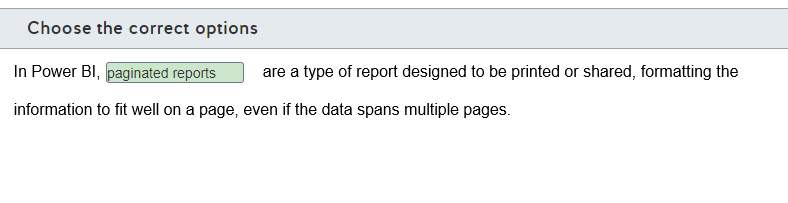 Choose the correct options
In Power BI, paginated reports are a type of report designed to be printed or shared, formatting the
information to fit well on a page, even if the data spans multiple pages.